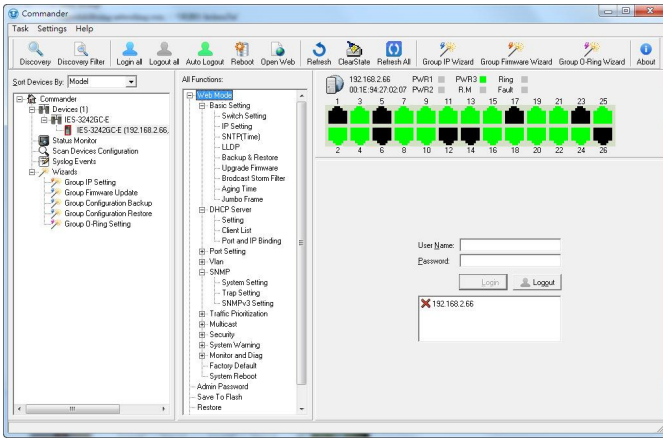 Commander
Task Settings Help
Discovery Discovery Filter Login all Logout all Auto Logout Reboot Open Web Refresh ClearState Refresh All Group IP Wizard Group Firmware Wizard Group O-Ring Wizard About
Sort Devices By: Model
Commander
Devices (1)
IES-3242GC-E
IES-3242GC-E (192.168.2.66,
Status Monitor
Scan Devices Configuration
Syslog Events
Wizards
Group IP Setting
Group Firmware Update
Group Configuration Backup
Group Configuration Restore
Group O-Ring Setting
All Functions:
Web Mode
Basic Setting
Switch Setting
IP Setting
SNTP(Time)
LLDP
Backup & Restore
Upgrade Firmware
Brodcast Storm Filter
Aging Time
Jumbo Frame
DHCP Server
Setting
Client List
Port and IP Binding
Port Setting
Vlan
SNMP
System Setting
Trap Setting
SNMPv3 Setting
Traffic Prioritization
Multicast
Security
System Warning
Monitor and Diag
Factory Default
System Reboot
Admin Password
Save To Flash
Restore
192.168.2.66 PWR1 PWR3 Ring
00:1E:94:27:02:07 PWR2 R.M Fault
1 3 5 7 9 11 13 15 17 19 21 23 25
2 4 6 8 10 12 14 16 18 20 22 24 26
User Name:
Password:
Login Logout
192.168.2.66